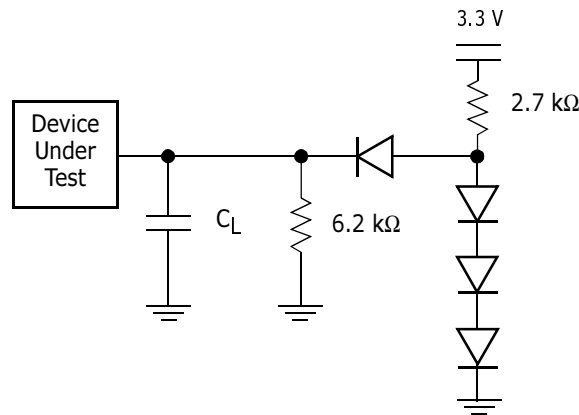 3.3 V
2.7 kΩ
Device
Under
Test
CL
6.2 kΩ